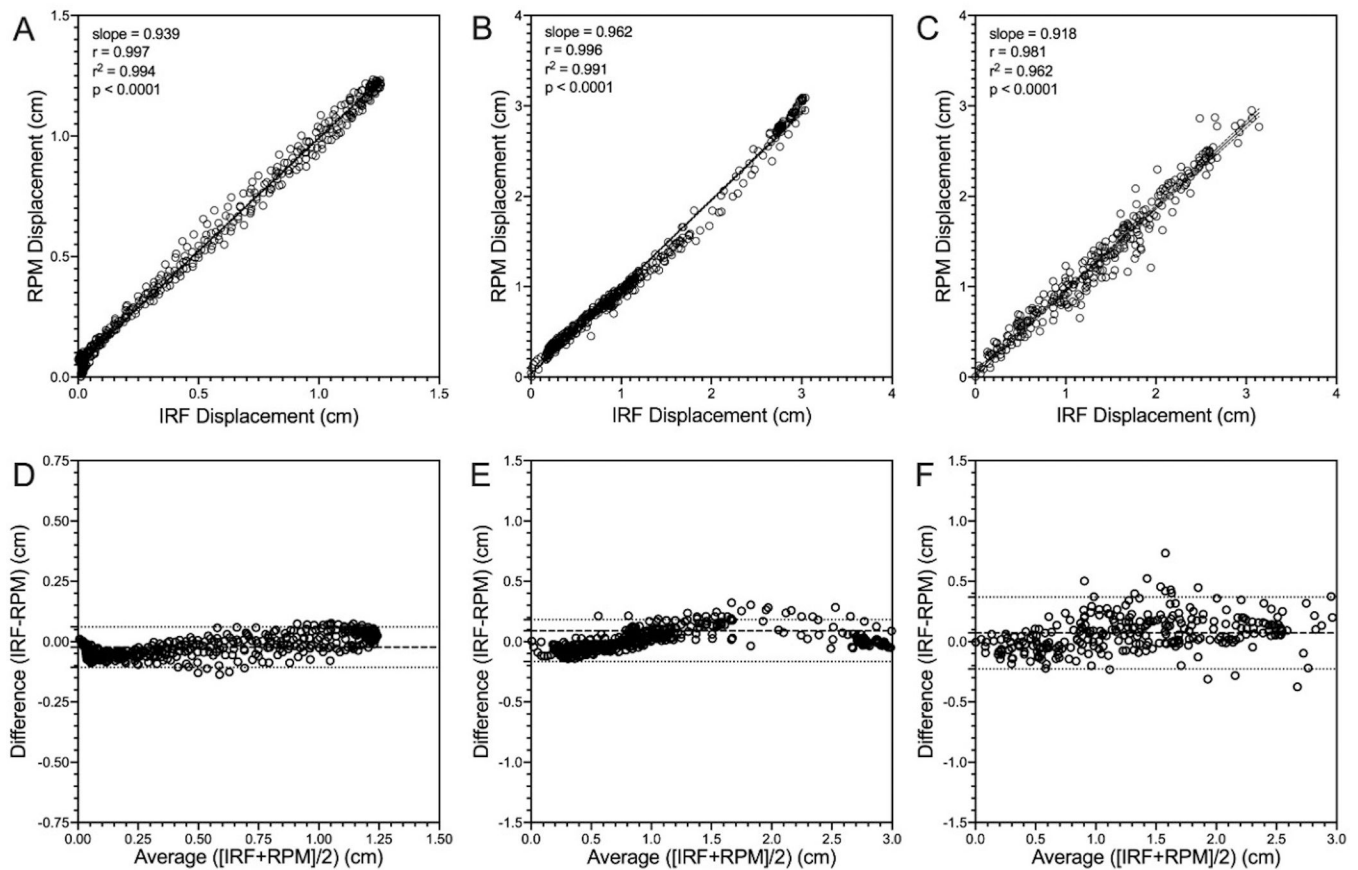 A
slope = 0.939
r = 0.997
r² = 0.994
p < 0.0001
RPM Displacement (cm)
1.5
1.0
0.5
0.0
0.0 0.5 1.0 1.5
IRF Displacement (cm)
B
slope = 0.962
r = 0.996
r² = 0.991
p < 0.0001
RPM Displacement (cm)
4
3
2
1
0
0 1 2 3 4
IRF Displacement (cm)
C
slope = 0.918
r = 0.981
r² = 0.962
p < 0.0001
RPM Displacement (cm)
4
3
2
1
0
0 1 2 3 4
IRF Displacement (cm)
D
Difference (IRF-RPM) (cm)
0.75
0.50
0.25
0.00
-0.25
-0.50
-0.75
0.00 0.25 0.50 0.75 1.00 1.25 1.50
Average ([IRF+RPM]/2) (cm)
E
Difference (IRF-RPM) (cm)
1.5
1.0
0.5
0.0
-0.5
-1.0
-1.5
0.0 0.5 1.0 1.5 2.0 2.5 3.0
Average ([IRF+RPM]/2) (cm)
F
Difference (IRF-RPM) (cm)
1.5
1.0
0.5
0.0
-0.5
-1.0
-1.5
0.0 0.5 1.0 1.5 2.0 2.5 3.0
Average ([IRF+RPM]/2) (cm)